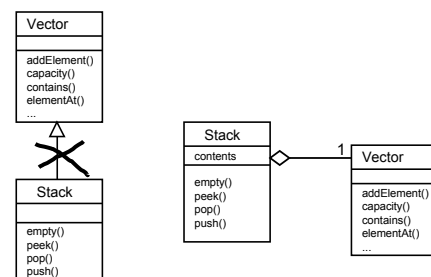 Vector
addElement()
capacity()
contains()
elementAt()
...
Stack
empty()
peek()
pop()
push()
Stack
contents
empty()
peek()
pop()
push()
1
Vector
addElement()
capacity()
contains()
elementAt()
...